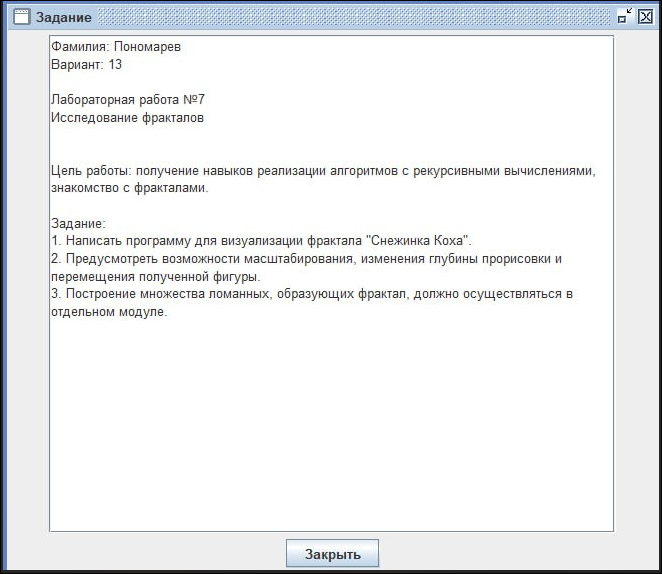 Задание
Фамилия: Пономарев
Вариант: 13
Лабораторная работа №7
Исследование фракталов
Цель работы: получение навыков реализации алгоритмов с рекурсивными вычислениями,
знакомство с фракталами.
Задание:
1. Написать программу для визуализации фрактала "Снежинка Коха".
2. Предусмотреть возможности масштабирования, изменения глубины прорисовки и
перемещения полученной фигуры.
3. Построение множества ломанных, образующих фрактал, должно осуществляться в
отдельном модуле.
Закрыть